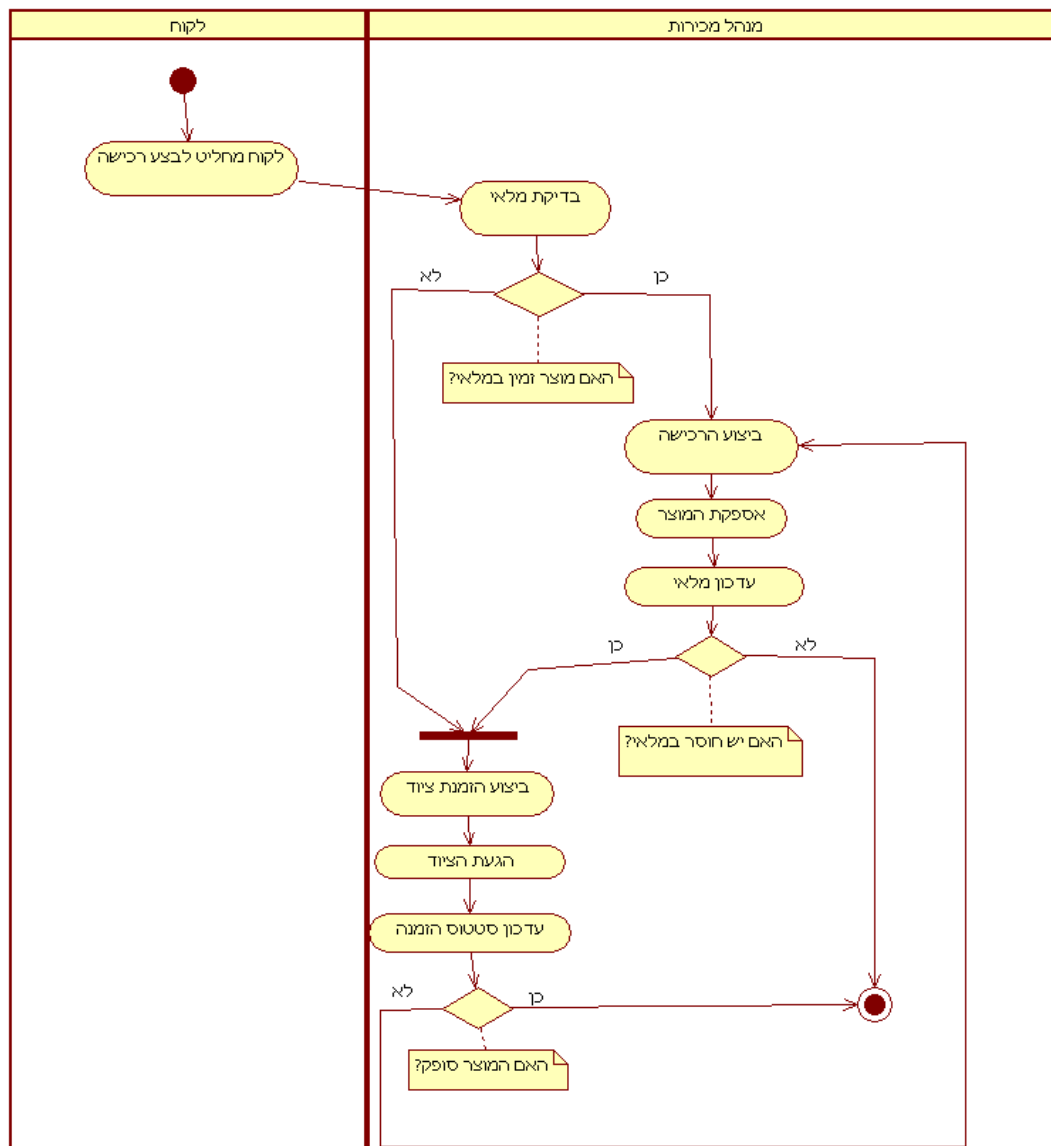 לקוח
מנהל מכירות
לקוח מחליט לבצע רכישה
בדיקת מלאי
לא
כן
האם מוצר זמין במלאי?
ביצוע הרכישה
אספקת המוצר
עדכון מלאי
כן
לא
האם יש חוסר במלאי?
ביצוע הזמנת ציוד
הגעת הציוד
עדכון סטטוס הזמנה
לא
כן
האם המוצר סופק?